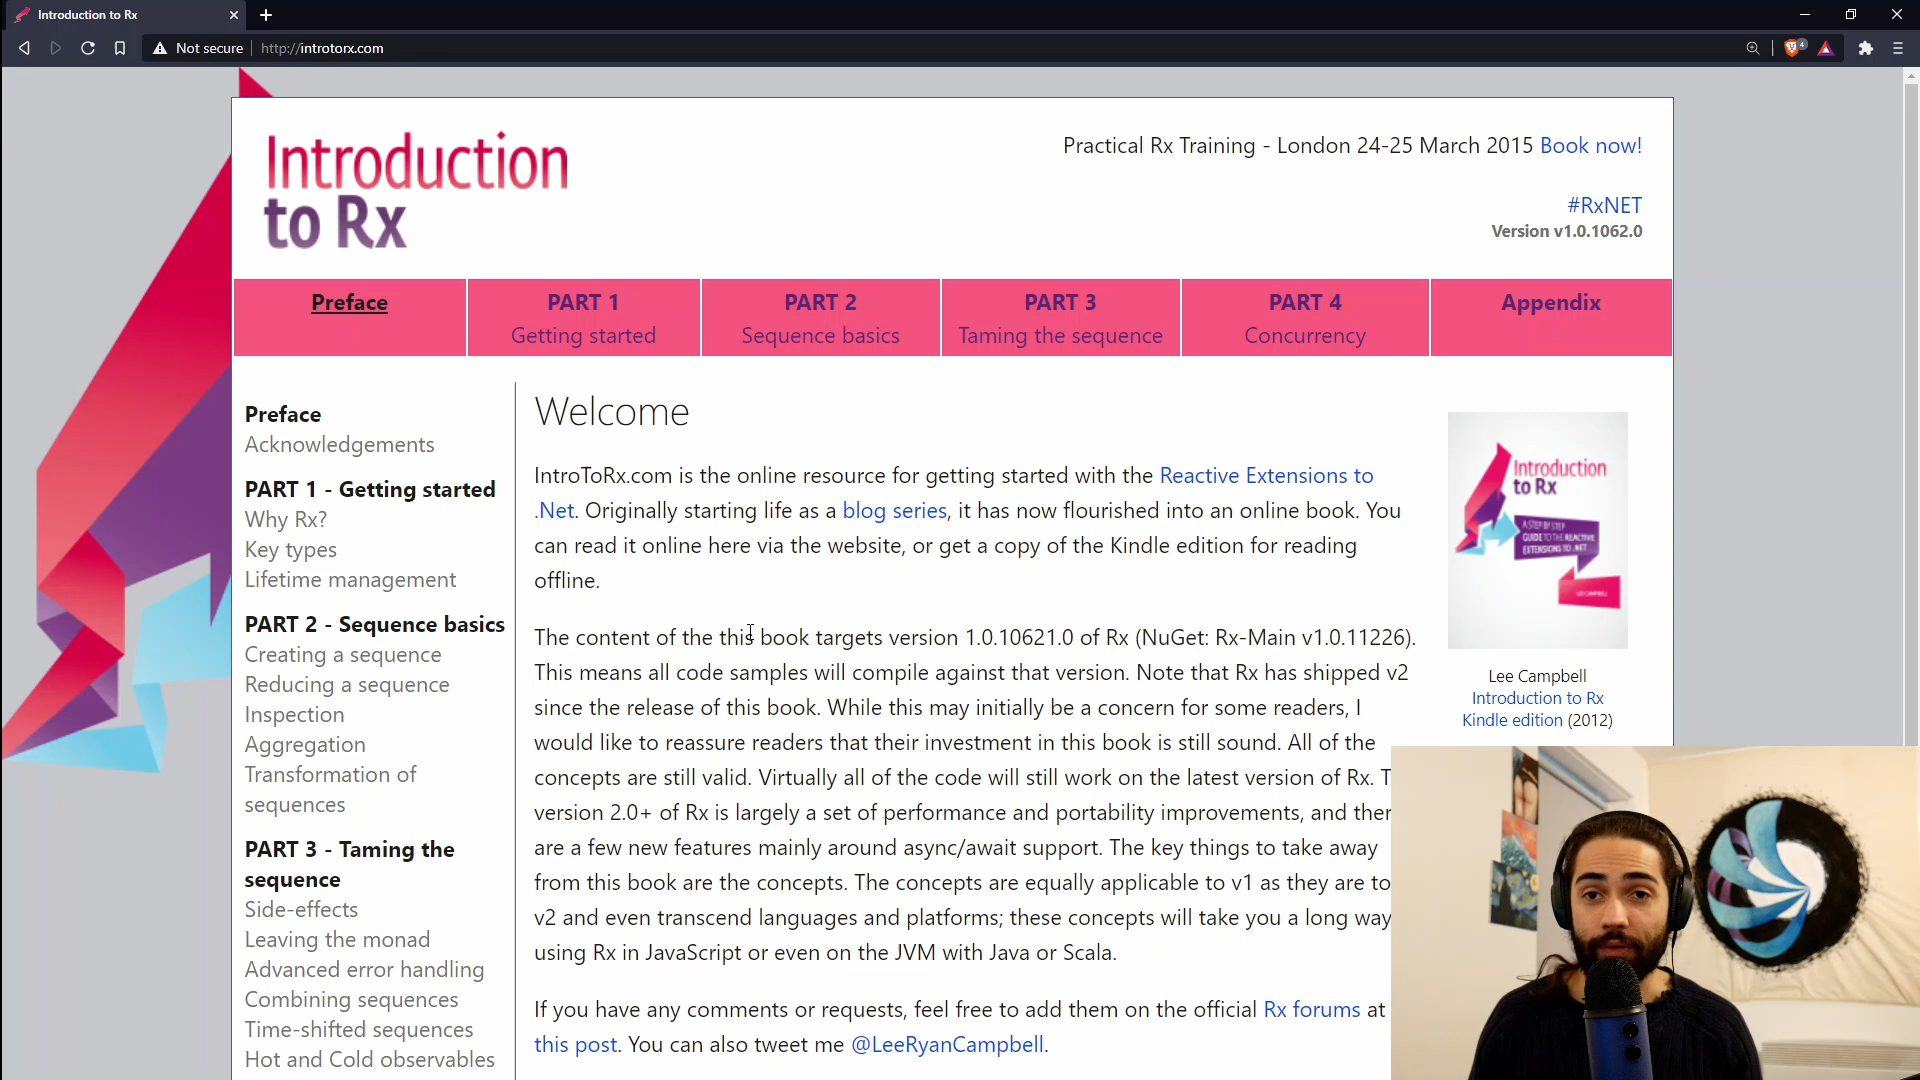 Introduction to Rx
Not secure
http://introtorx.com
4
Introduction
to Rx
Practical Rx Training - London 24-25 March 2015 Book now!
#RxNET
Version v1.0.1062.0
Preface
PART 1
Getting started
PART 2
Sequence basics
PART 3
Taming the sequence
PART 4
Concurrency
Appendix
Preface
Acknowledgements
PART 1 - Getting started
Why Rx?
Key types
Lifetime management
PART 2 - Sequence basics
Creating a sequence
Reducing a sequence
Inspection
Aggregation
Transformation of
sequences
PART 3 - Taming the
sequence
Side-effects
Leaving the monad
Advanced error handling
Combining sequences
Time-shifted sequences
Hot and Cold observables
Welcome
IntroToRx.com is the online resource for getting started with the Reactive Extensions to
.Net. Originally starting life as a blog series, it has now flourished into an online book. You
can read it online here via the website, or get a copy of the Kindle edition for reading
offline.
The content of the this book targets version 1.0.10621.0 of Rx (NuGet: Rx-Main v1.0.11226).
This means all code samples will compile against that version. Note that Rx has shipped v2
since the release of this book. While this may initially be a concern for some readers, I
would like to reassure readers that their investment in this book is still sound. All of the
concepts are still valid. Virtually all of the code will still work on the latest version of Rx. T
version 2.0+ of Rx is largely a set of performance and portability improvements, and ther
are a few new features mainly around async/await support. The key things to take away
from this book are the concepts. The concepts are equally applicable to v1 as they are to
v2 and even transcend languages and platforms; these concepts will take you a long way
using Rx in JavaScript or even on the JVM with Java or Scala.
If you have any comments or requests, feel free to add them on the official Rx forums at
this post. You can also tweet me @LeeRyanCampbell.
Introduction
to Rx
A STEP BY STEP
GUIDE TO THE REACTIVE
EXTENSIONS TO .NET
LEE CAMPBELL
Lee Campbell
Introduction to Rx
Kindle edition (2012)